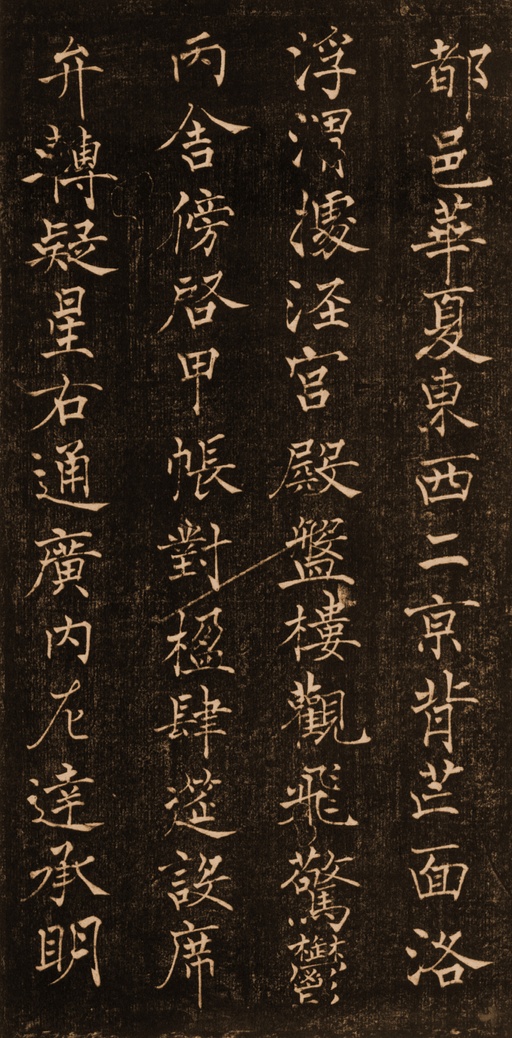 都邑華夏東西二京背芒面洛
浮渭據涇宮殿盤樓觀飛驚鬱
丙舍傍啓甲帳對楹肆筵設席
弁轉疑星右通廣內左達承明